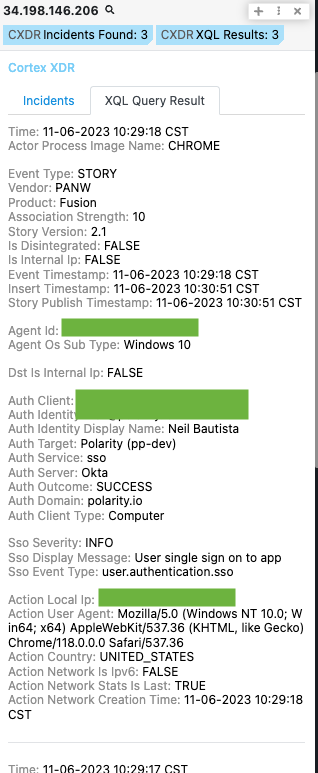 34.198.146.206
CXDR Incidents Found: 3 CXDR XQL Results: 3
Cortex XDR
Incidents XQL Query Result
Time: 11-06-2023 10:29:18 CST
Actor Process Image Name: CHROME
Event Type: STORY
Vendor: PANW
Product: Fusion
Association Strength: 10
Story Version: 2.1
Is Disintegrated: FALSE
Is Internal Ip: FALSE
Event Timestamp: 11-06-2023 10:29:18 CST
Insert Timestamp: 11-06-2023 10:30:51 CST
Story Publish Timestamp: 11-06-2023 10:30:51 CST
Agent Id:
Agent Os Sub Type: Windows 10
Dst Is Internal Ip: FALSE
Auth Client:
Auth Identity
Auth Identity Display Name: Neil Bautista
Auth Target: Polarity (pp-dev)
Auth Service: sso
Auth Server: Okta
Auth Outcome: SUCCESS
Auth Domain: polarity.io
Auth Client Type: Computer
Sso Severity: INFO
Sso Display Message: User single sign on to app
Sso Event Type: user.authentication.sso
Action Local Ip:
Action User Agent: Mozilla/5.0 (Windows NT 10.0; W
in64; x64) AppleWebKit/537.36 (KHTML, like Gecko)
Chrome/118.0.0.0 Safari/537.36
Action Country: UNITED_STATES
Action Network Is Ipv6: FALSE
Action Network Stats Is Last: TRUE
Action Network Creation Time: 11-06-2023 10:29:18
CST
Time: 11-06-2023 10:29:17 CST